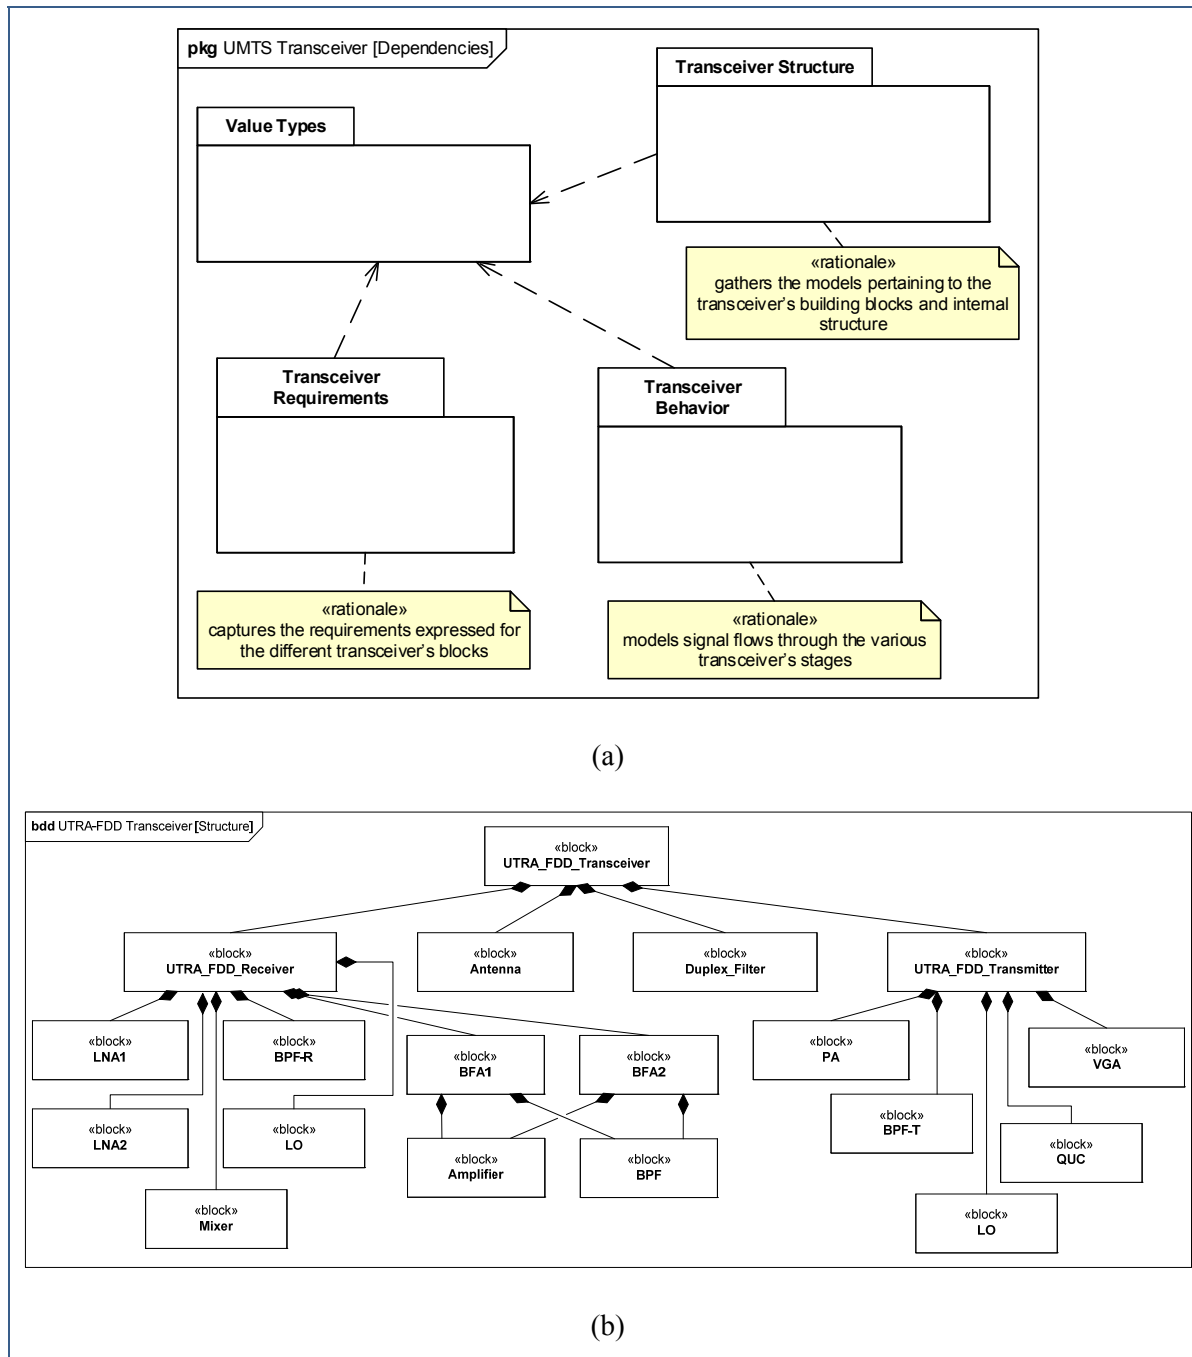 pkg UMTS Transceiver [Dependencies]
Transceiver Structure
Value Types
«rationale»
gathers the models pertaining to the
transceiver's building blocks and internal
structure
Transceiver
Requirements
Transceiver
Behavior
«rationale»
captures the requirements expressed for
the different transceiver's blocks
«rationale»
models signal flows through the various
transceiver's stages
(a)
bdd UTRA-FDD Transceiver [Structure]
«block»
UTRA_FDD_Transceiver
«block»
UTRA_FDD_Receiver
«block»
Antenna
«block»
Duplex_Filter
«block»
UTRA_FDD_Transmitter
«block»
LNA1
«block»
BPF-R
«block»
BFA1
«block»
BFA2
«block»
PA
«block»
VGA
«block»
LNA2
«block»
LO
«block»
Amplifier
«block»
BPF
«block»
BPF-T
«block»
QUC
«block»
Mixer
«block»
LO
(b)